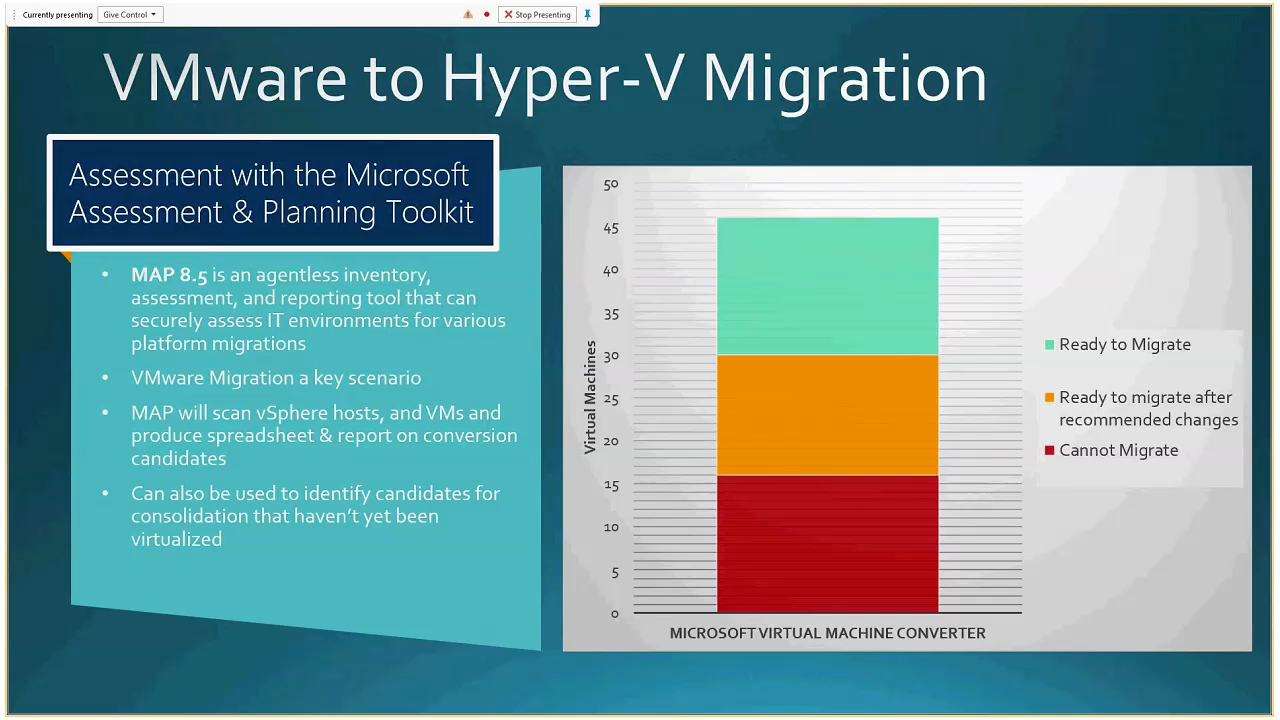 Currently presenting
Give Control
Stop Presenting
VMware to Hyper-V Migration
Assessment with the Microsoft
Assessment & Planning Toolkit
• MAP 8.5 is an agentless inventory,
assessment, and reporting tool that can
securely assess IT environments for various
platform migrations
• VMware Migration a key scenario
• MAP will scan vSphere hosts, and VMs and
produce spreadsheet & report on conversion
candidates
• Can also be used to identify candidates for
consolidation that haven't yet been
virtualized
Virtual Machines
50
45
40
35
30
25
20
15
10
5
0
MICROSOFT VIRTUAL MACHINE CONVERTER
Ready to Migrate
Ready to migrate after
recommended changes
Cannot Migrate